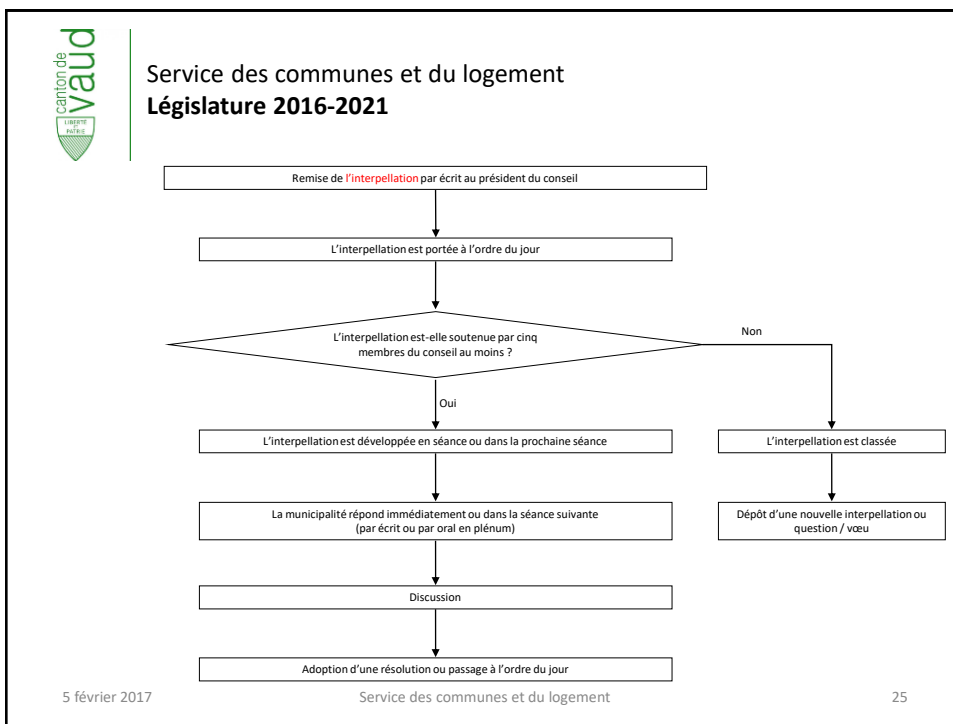 canton de
vaud
LIBERTÉ
ET
PATRIE
Service des communes et du logement
Législature 2016-2021
Remise de l'interpellation par écrit au président du conseil
L'interpellation est portée à l'ordre du jour
L'interpellation est-elle soutenue par cinq
membres du conseil au moins ?
Non
Oui
L'interpellation est développée en séance ou dans la prochaine séance
L'interpellation est classée
La municipalité répond immédiatement ou dans la séance suivante
(par écrit ou par oral en plénum)
Dépôt d'une nouvelle interpellation ou
question / vœu
Discussion
Adoption d'une résolution ou passage à l'ordre du jour
5 février 2017
Service des communes et du logement
25